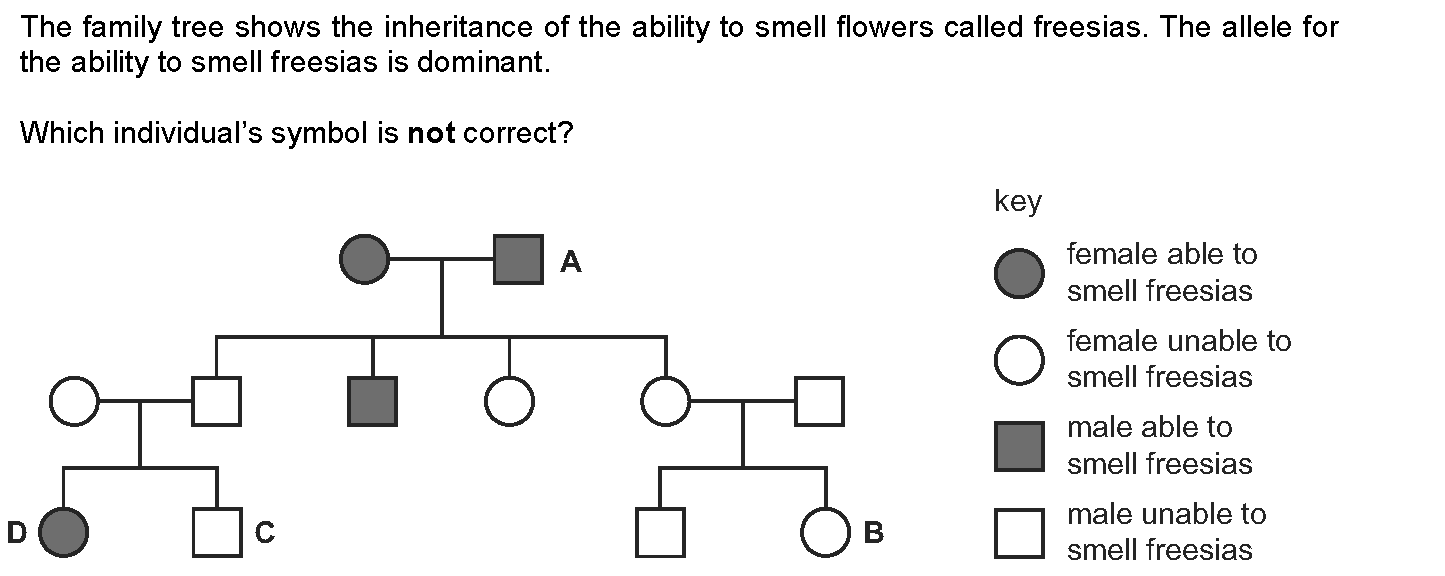 The family tree shows the inheritance of the ability to smell flowers called freesias. The allele for
the ability to smell freesias is dominant.
Which individual's symbol is not correct?
key
A
female able to
smell freesias
female unable to
smell freesias
male able to
smell freesias
D
C
B
male unable to
smell freesias